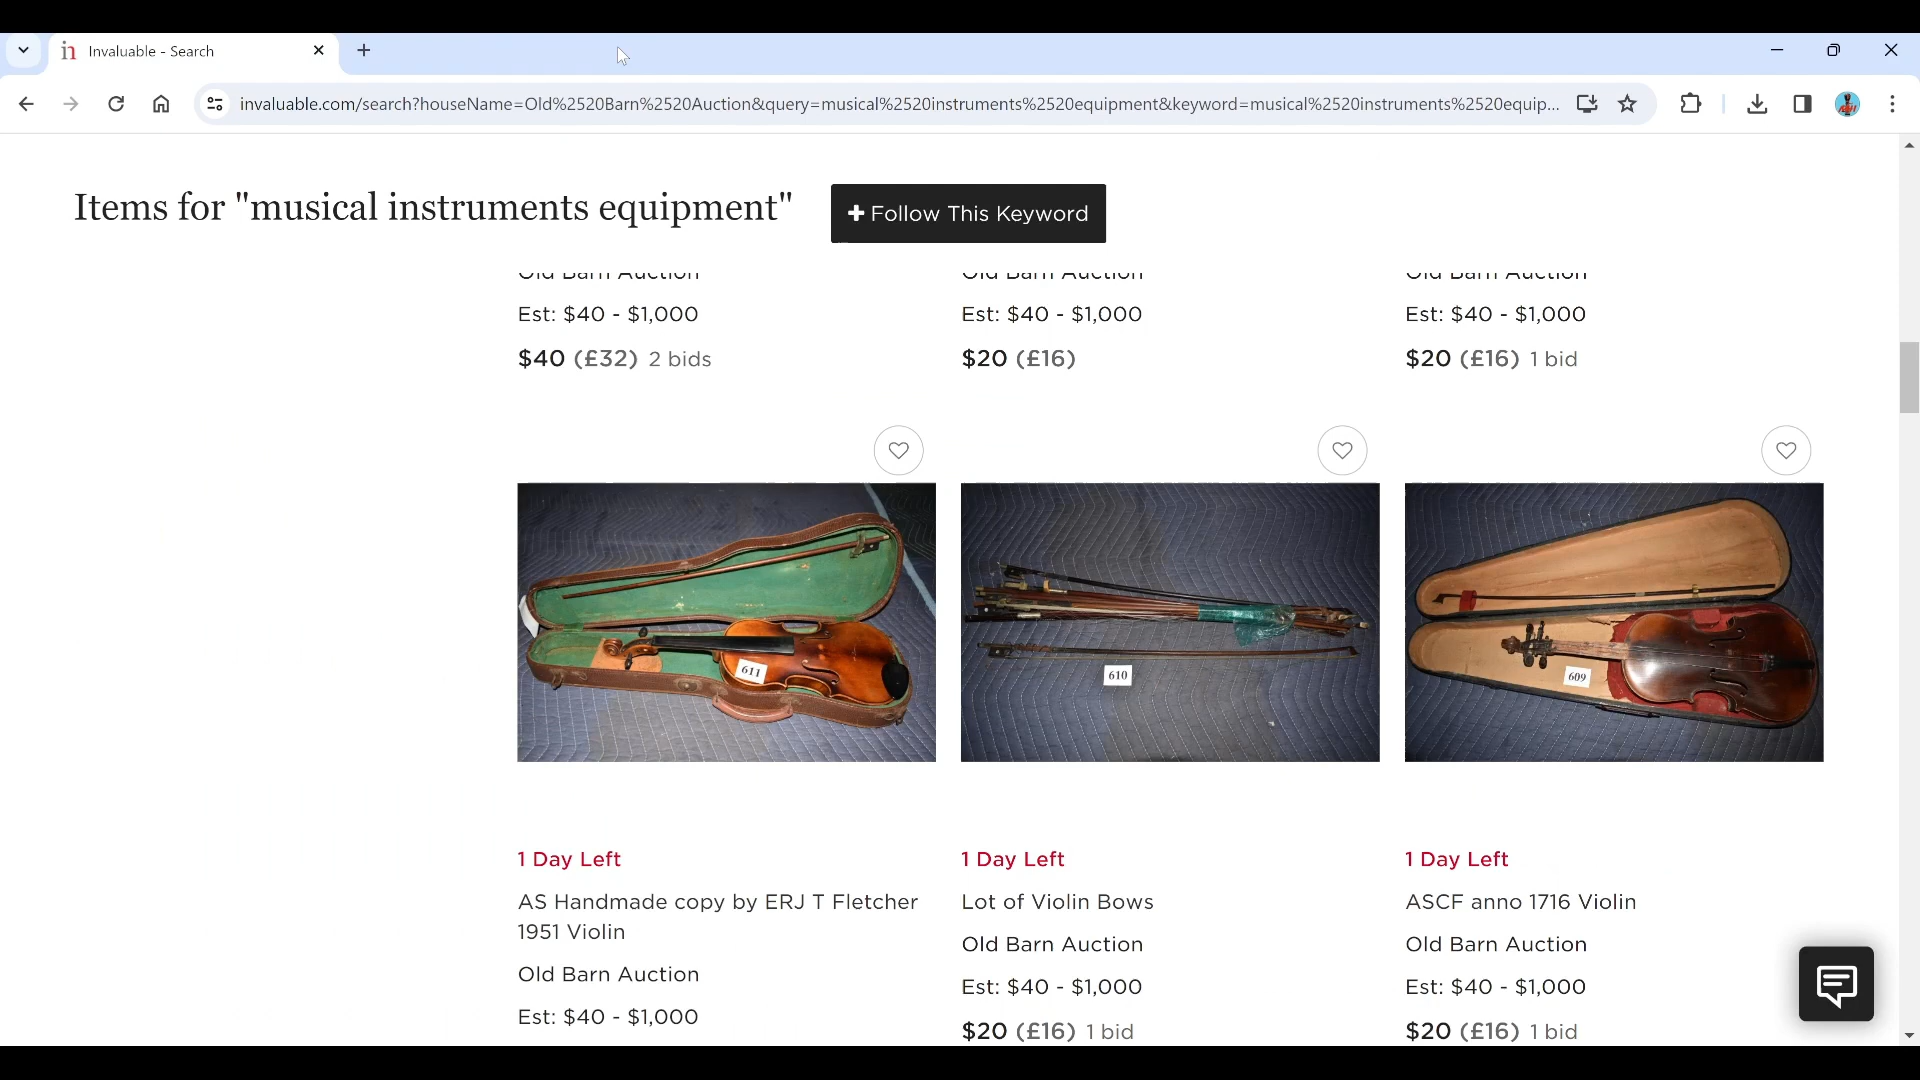 Invaluable - Search
invaluable.com/search?houseName=Old%2520Barn%2520Auction&query=musical%2520instruments%2520equipment&keyword=musical%2520instruments%2520equip...
Items for "musical instruments equipment"
+ Follow This Keyword
Old Barn Auction Old Barn Auction Old Barn Auction
Est: $40 - $1,000 Est: $40 - $1,000 Est: $40 - $1,000
$40 (£32) 2 bids $20 (£16) $20 (£16) 1 bid
611 610 609
1 Day Left
AS Handmade copy by ERJ T Fletcher
1951 Violin
Old Barn Auction
Est: $40 - $1,000
1 Day Left
Lot of Violin Bows
Old Barn Auction
Est: $40 - $1,000
$20 (£16) 1 bid
1 Day Left
ASCF anno 1716 Violin
Old Barn Auction
Est: $40 - $1,000
$20 (£16) 1 bid